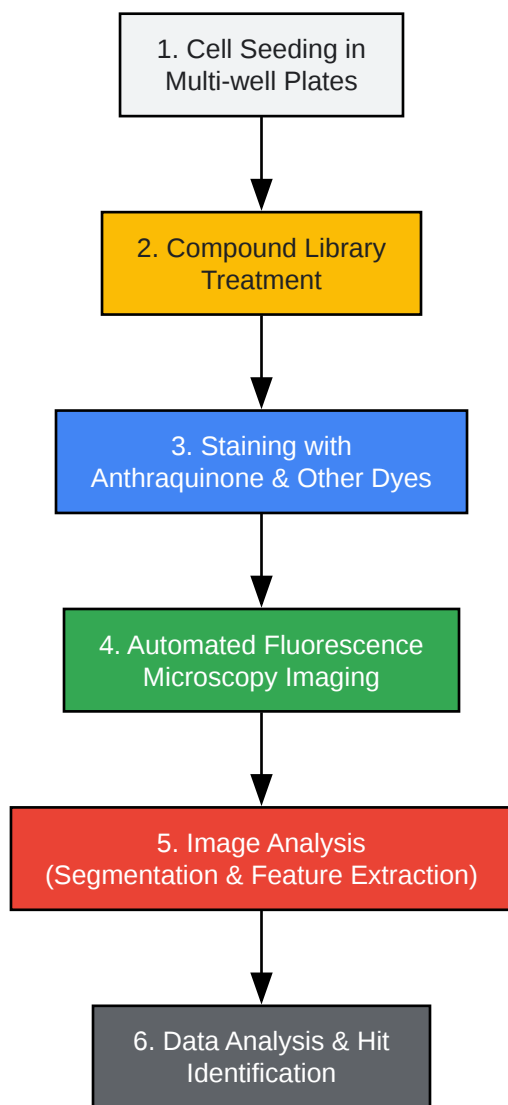 1. Cell Seeding in
Multi-well Plates
2. Compound Library
Treatment
3. Staining with
Anthraquinone & Other Dyes
4. Automated Fluorescence
Microscopy Imaging
5. Image Analysis
(Segmentation & Feature Extraction)
6. Data Analysis & Hit
Identification